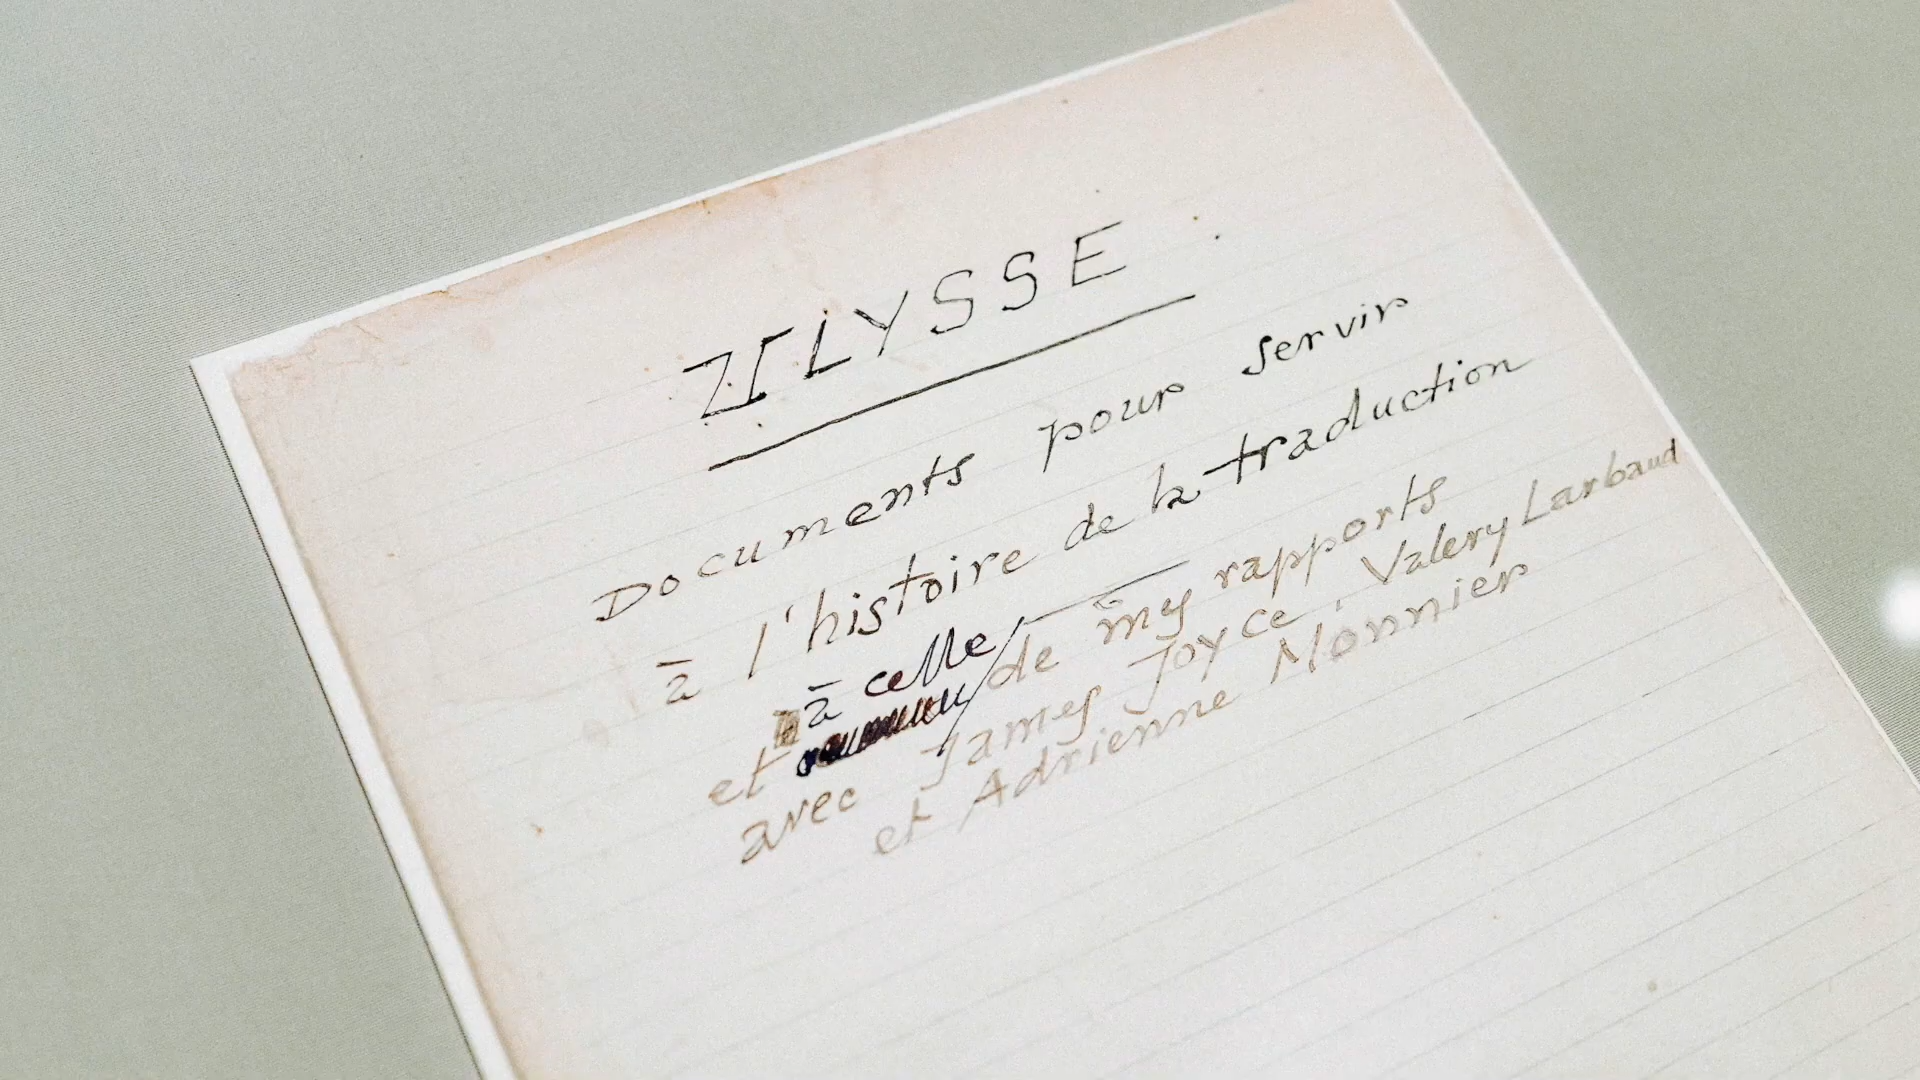 ULYSSE
Documents pour servir
à l'histoire de la traduction
et à celle de mes rapports
avec James Joyce, Valery Larbaud
et Adrienne Monnier